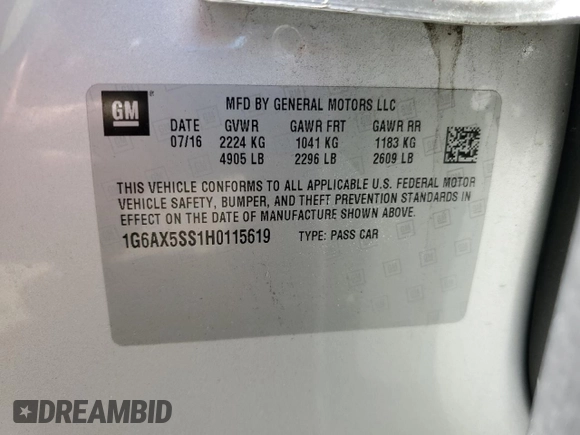 GM
MFD BY GENERAL MOTORS LLC
DATE GVWR GAWR FRT GAWR RR
07/16 2224 KG 1041 KG 1183 KG
4905 LB 2296 LB 2609 LB
THIS VEHICLE CONFORMS TO ALL APPLICABLE U.S. FEDERAL MOTOR
VEHICLE SAFETY, BUMPER, AND THEFT PREVENTION STANDARDS IN
EFFECT ON THE DATE OF MANUFACTURE SHOWN ABOVE.
1G6AX5SS1H0115619 TYPE: PASS CAR
DREAMBID